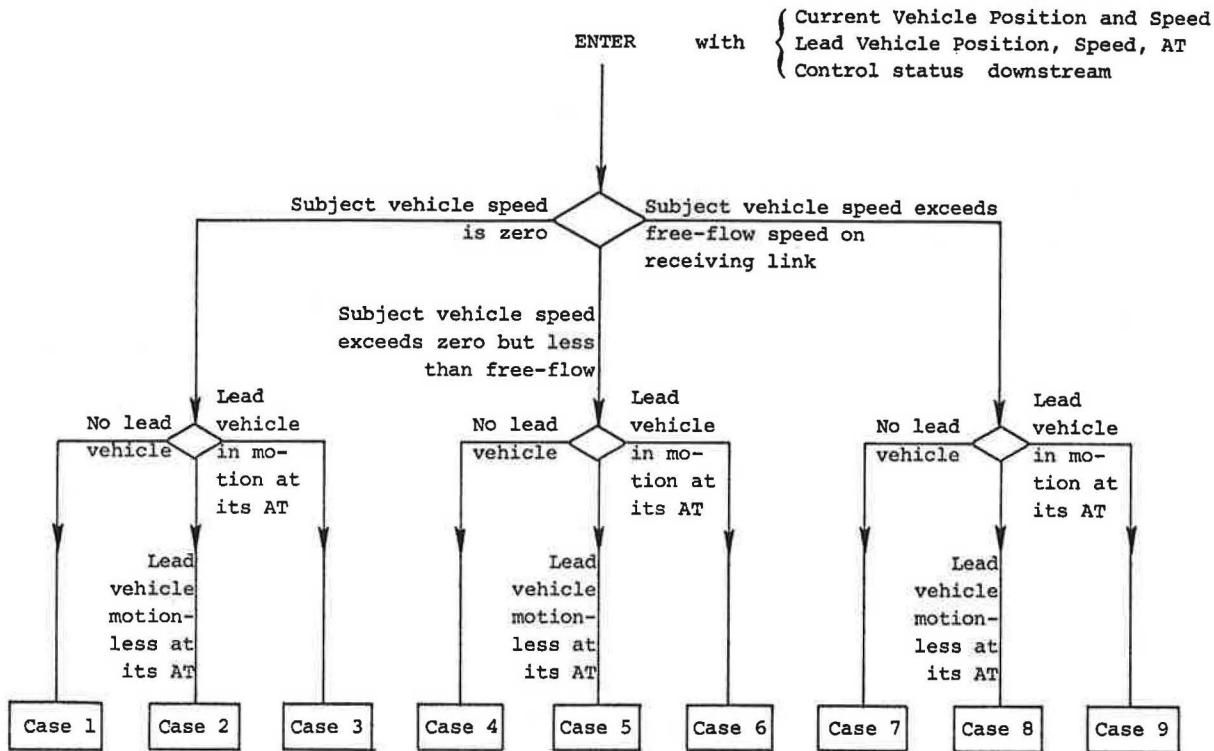 ENTER with
Current Vehicle Position and Speed
Lead Vehicle Position, Speed, AT
Control status downstream
Subject vehicle speed
is zero
Subject vehicle speed exceeds
free-flow speed on
receiving link
Subject vehicle speed
exceeds zero but less
than free-flow
No lead
vehicle
Lead
vehicle
in mo-
tion at
its AT
No lead
vehicle
Lead
vehicle
in mo-
tion at
its AT
No lead
vehicle
Lead
vehicle
in mo-
tion at
its AT
Lead
vehicle
motion-
less at
its AT
Lead
vehicle
motion-
less at
its AT
Lead
vehicle
motion-
less at
its AT
Case 1
Case 2
Case 3
Case 4
Case 5
Case 6
Case 7
Case 8
Case 9